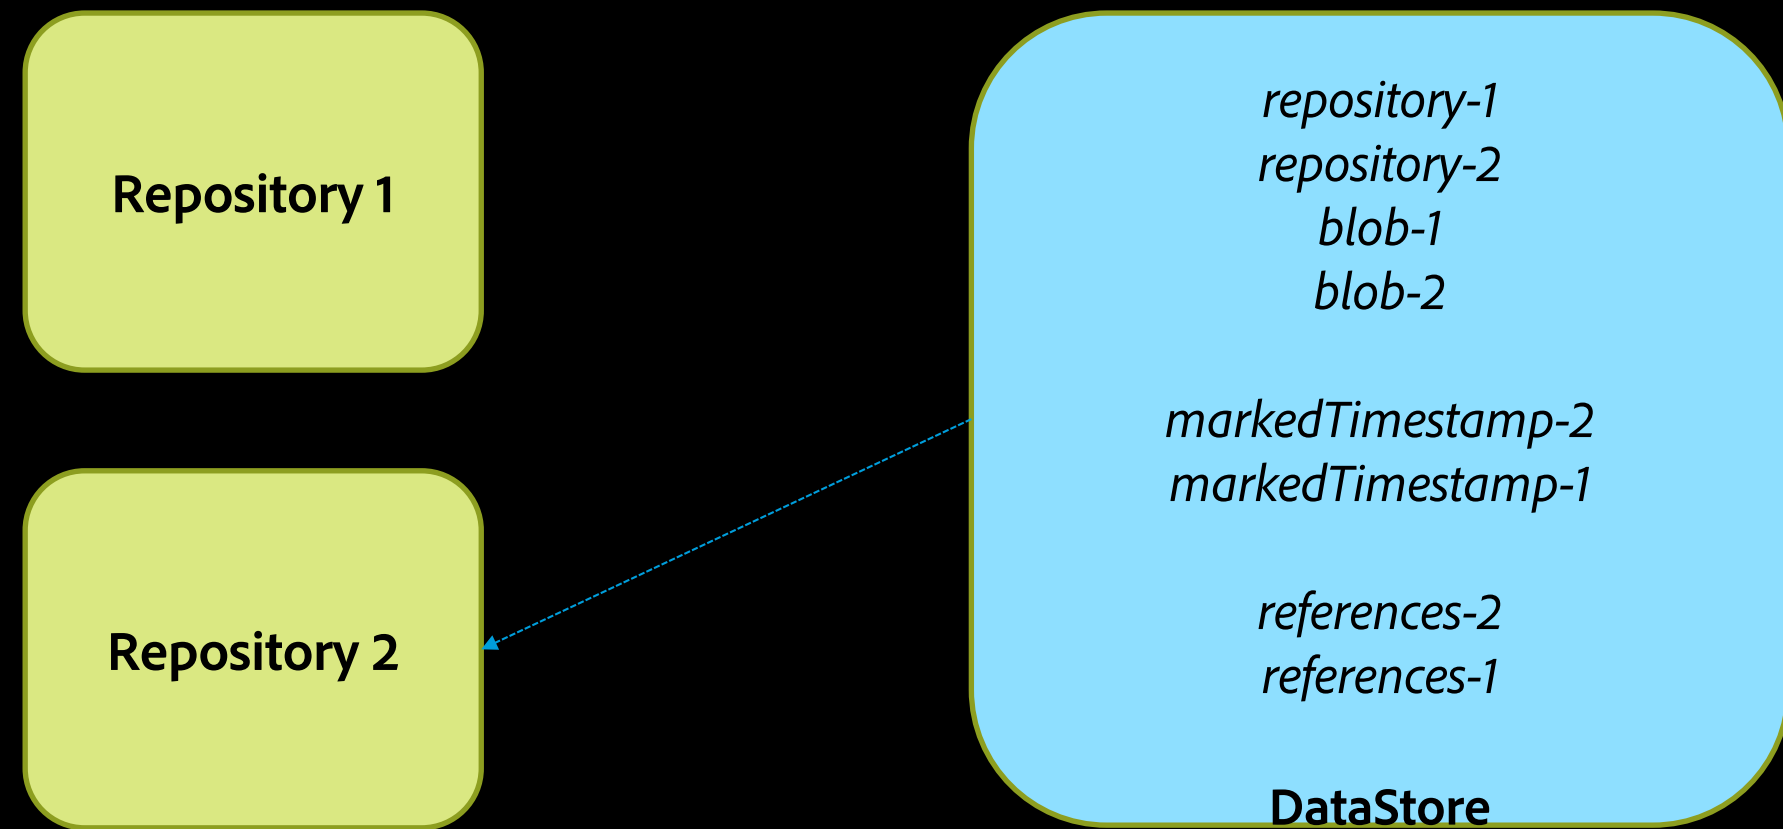 Repository 1
Repository 2
repository-1
repository-2
blob-1
blob-2
markedTimestamp-2
markedTimestamp-1
references-2
references-1
DataStore